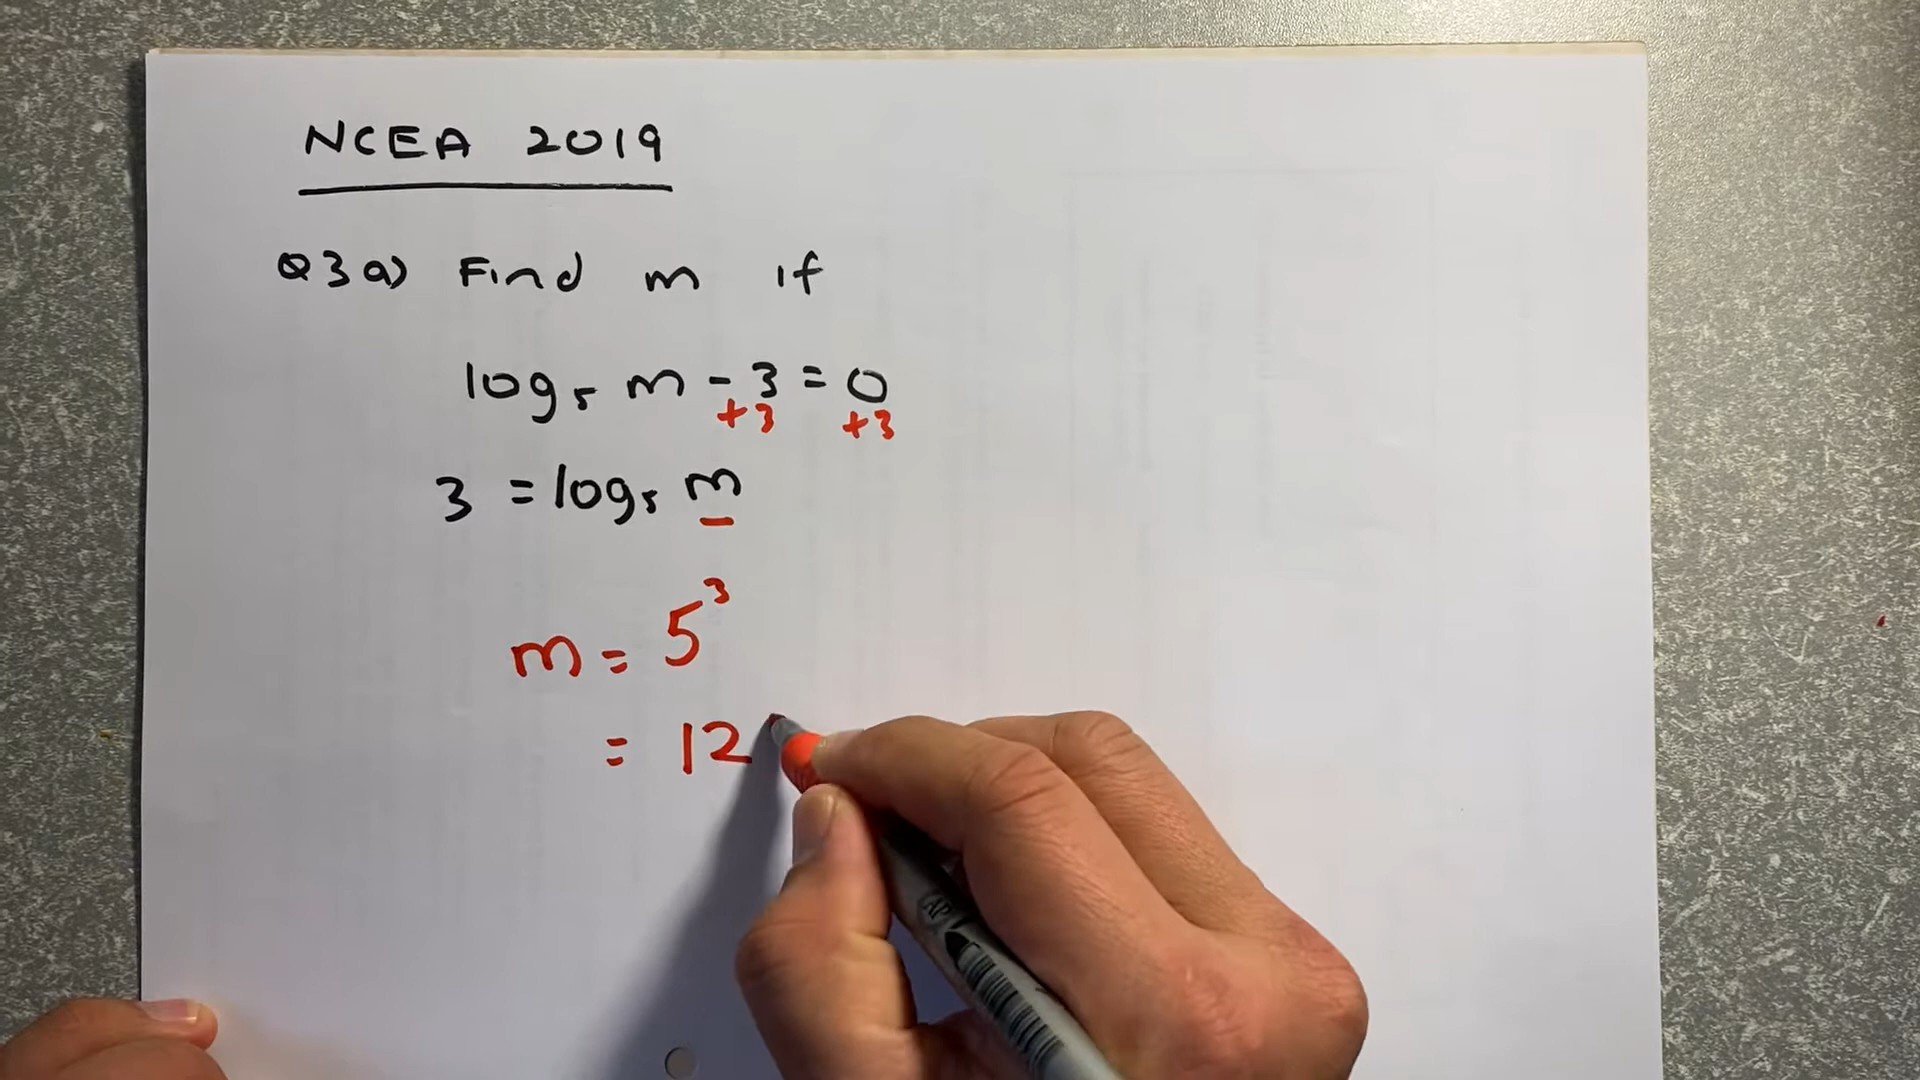 NCEA 2019
Q3a) Find m if
log₅ m - 3 = 0
+3 +3
3 = log₅ m
m = 5³
= 12